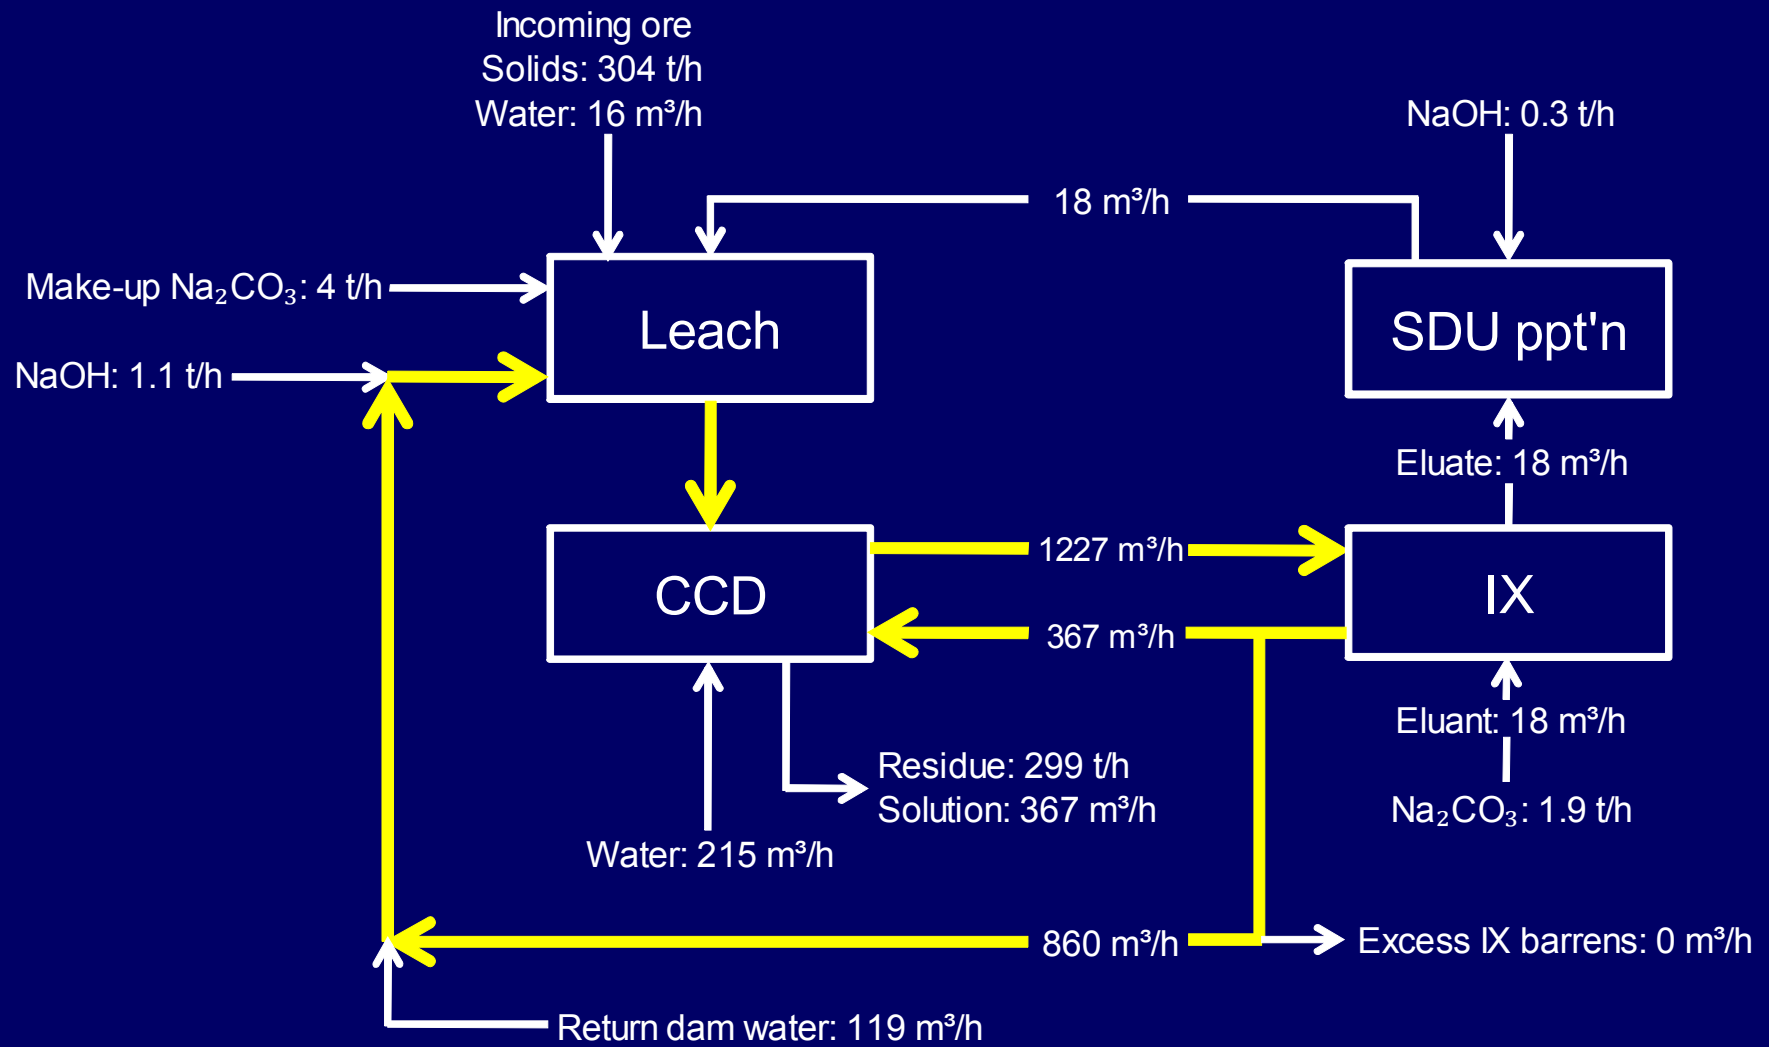 Incoming ore
Solids: 304 t/h
Water: 16 m³/h
NaOH: 0.3 t/h
18 m³/h
Make-up Na₂CO₃: 4 t/h
Leach
SDU ppt'n
NaOH: 1.1 t/h
Eluate: 18 m³/h
1227 m³/h
CCD
IX
367 m³/h
Eluant: 18 m³/h
Residue: 299 t/h
Solution: 367 m³/h
Na₂CO₃: 1.9 t/h
Water: 215 m³/h
860 m³/h
Excess IX barrens: 0 m³/h
Return dam water: 119 m³/h